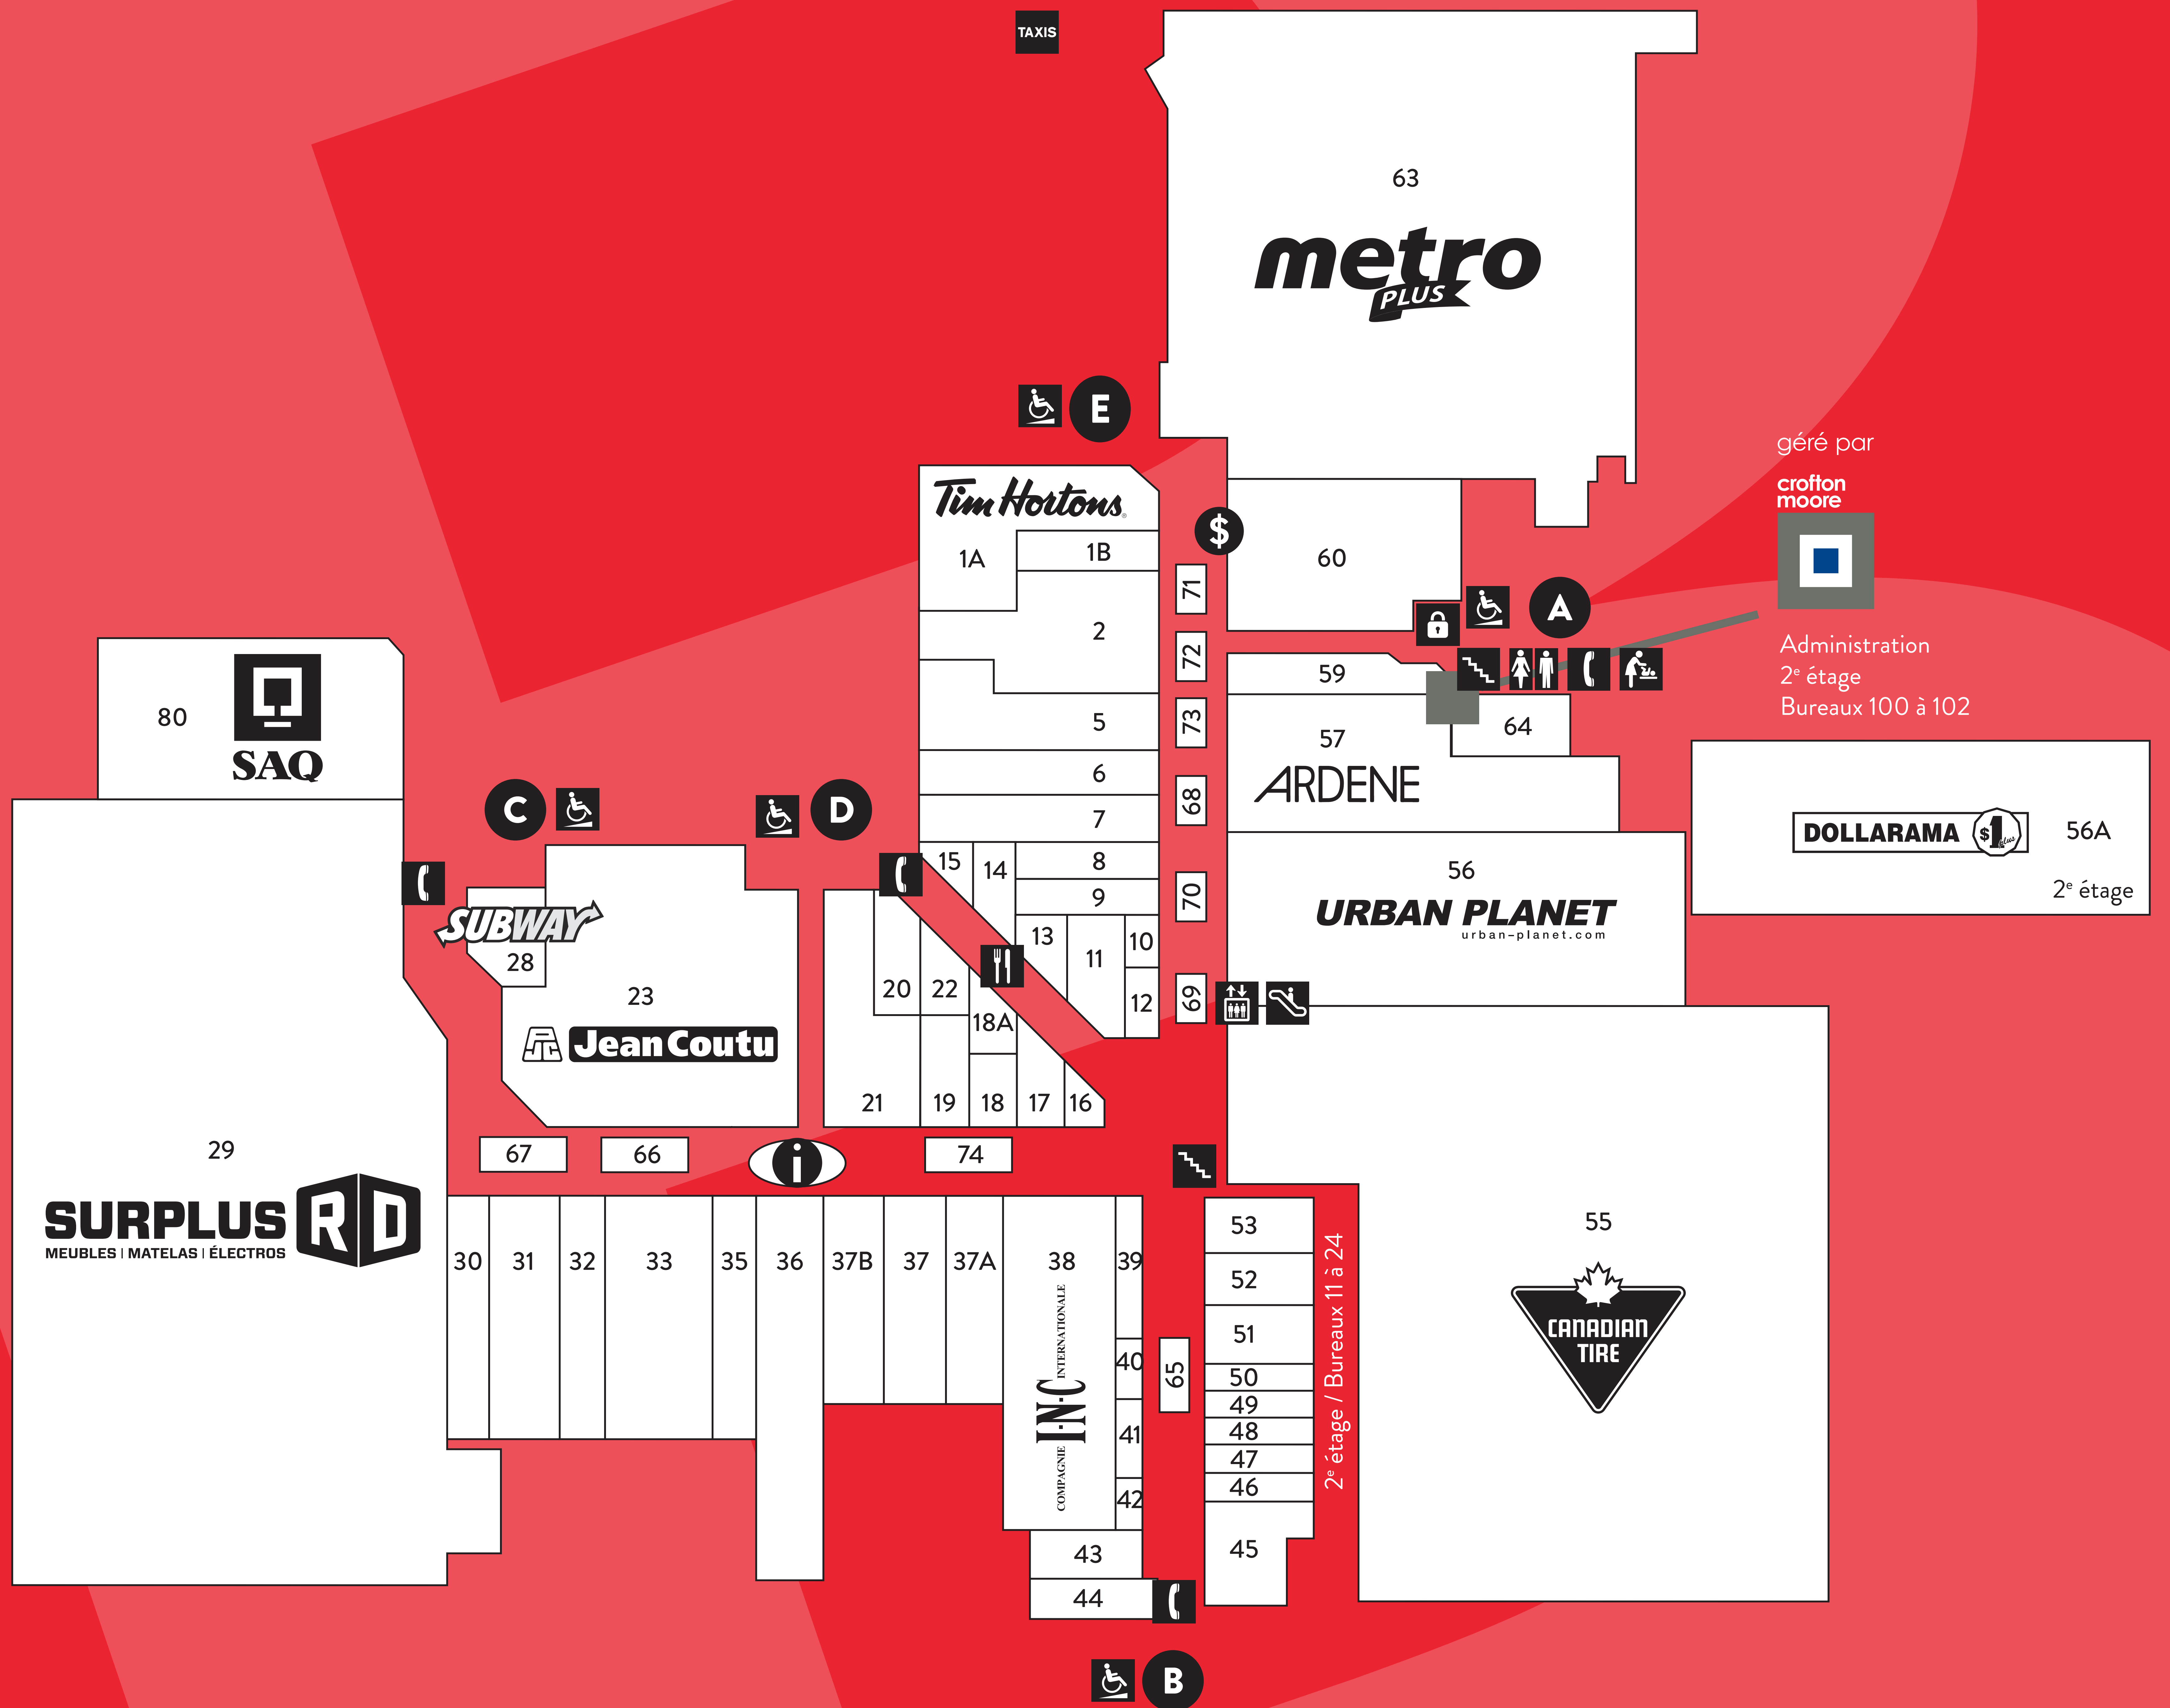 TAXIS
63
metro
PLUS
E
géré par
crofton
moore
Tim Hortons
$
1A
1B
60
71
A
2
72
59
Administration
2e étage
Bureaux 100 à 102
80
SAQ
5
73
57
64
ARDENE
6
7
68
C
D
DOLLARAMA $1 plus
56A
2e étage
15
14
8
9
70
56
URBAN PLANET
urban-planet.com
SUBWAY
28
23
PJC
Jean Coutu
20
22
13
11
10
12
69
18A
21
19
18
17
16
29
SURPLUS RD
MEUBLES | MATELAS | ÉLECTROS
67
66
i
74
30
31
32
33
35
36
37B
37
37A
38
39
COMPAGNIE I·N·C INTERNATIONALE
40
41
42
43
44
65
53
52
51
50
49
48
47
46
45
2e étage / Bureaux 11 à 24
55
CANADIAN
TIRE
B